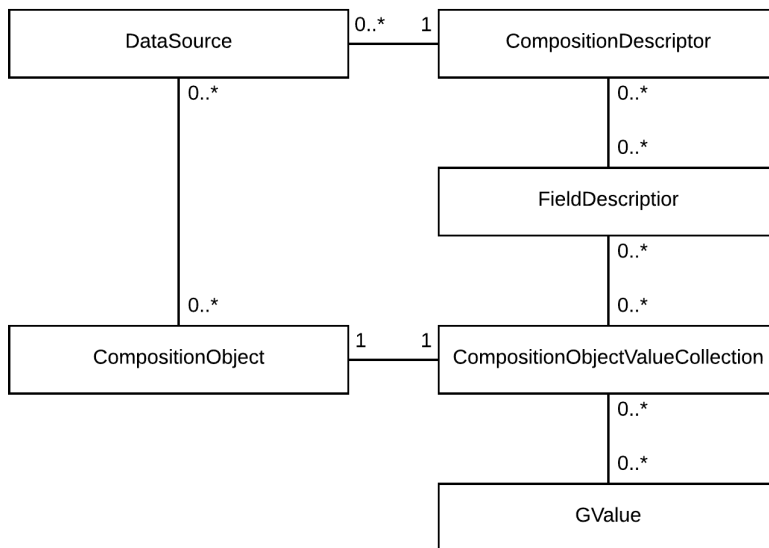 DataSource
0..*
1
CompositionDescriptor
0..*
0..*
0..*
FieldDescriptior
0..*
0..*
0..*
CompositionObject
1
1
CompositionObjectValueCollection
0..*
0..*
GValue